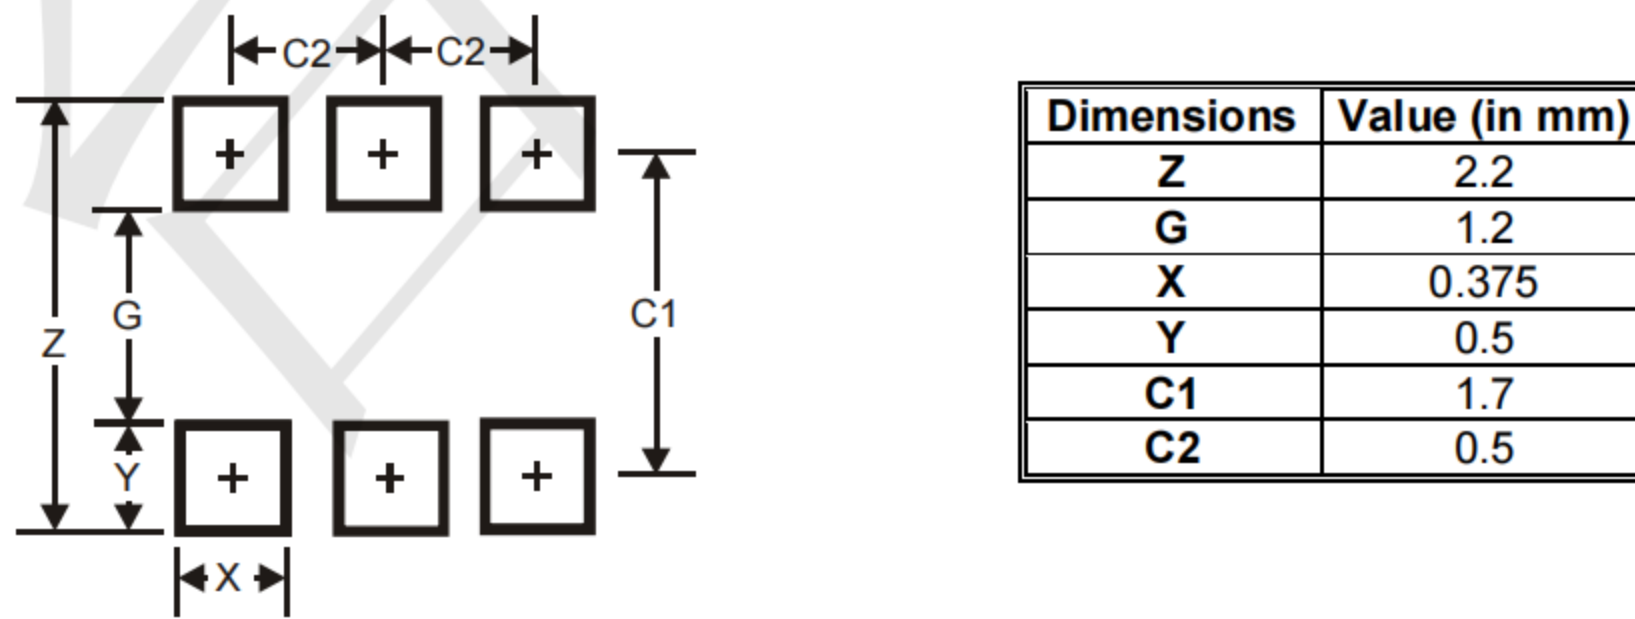 C2 C2
Z
G
C1
Y
X
Dimensions Value (in mm)
Z 2.2
G 1.2
X 0.375
Y 0.5
C1 1.7
C2 0.5